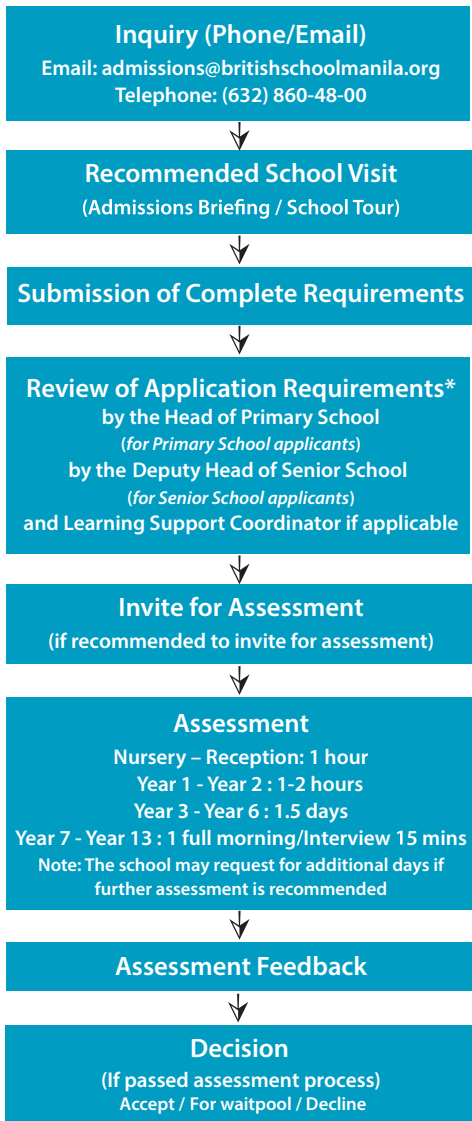 Inquiry (Phone/Email)
Email: admissions@britishschoolmanila.org
Telephone: (632) 860-48-00
Recommended School Visit
(Admissions Briefing / School Tour)
Submission of Complete Requirements
Review of Application Requirements*
by the Head of Primary School
(for Primary School applicants)
by the Deputy Head of Senior School
(for Senior School applicants)
and Learning Support Coordinator if applicable
Invite for Assessment
(if recommended to invite for assessment)
Assessment
Nursery – Reception: 1 hour
Year 1 - Year 2 : 1-2 hours
Year 3 - Year 6 : 1.5 days
Year 7 - Year 13 : 1 full morning/Interview 15 mins
Note: The school may request for additional days if
further assessment is recommended
Assessment Feedback
Decision
(If passed assessment process)
Accept / For waitpool / Decline